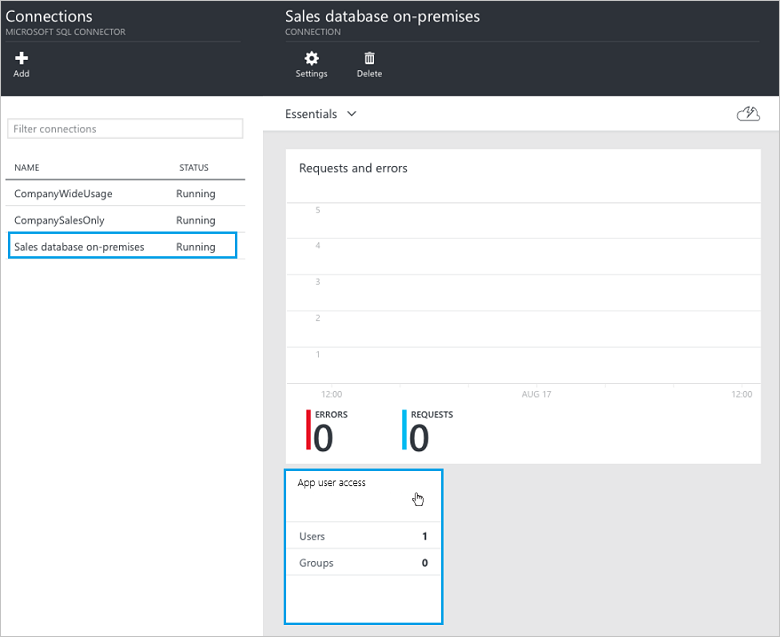 Connections
MICROSOFT SQL CONNECTOR
Add
Filter connections
NAME STATUS
CompanyWideUsage Running
CompanySalesOnly Running
Sales database on-premises Running
Sales database on-premises
CONNECTION
Settings Delete
Essentials
Requests and errors
5
4
3
2
1
12:00 AUG 17 12:00
ERRORS REQUESTS
0 0
App user access
Users 1
Groups 0